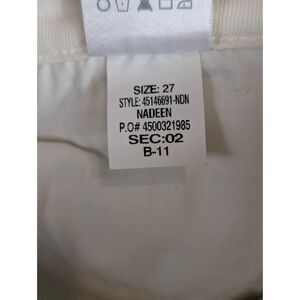 SIZE: 27
STYLE: 45146691-NDN
NADEEN
P.O# 4500321985
SEC:02
B-11